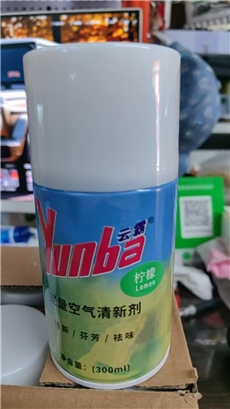 云霸®
Yunba
柠檬
Lemon
量空气清新剂
新 / 芬芳 / 祛味
净含量:(300ml)